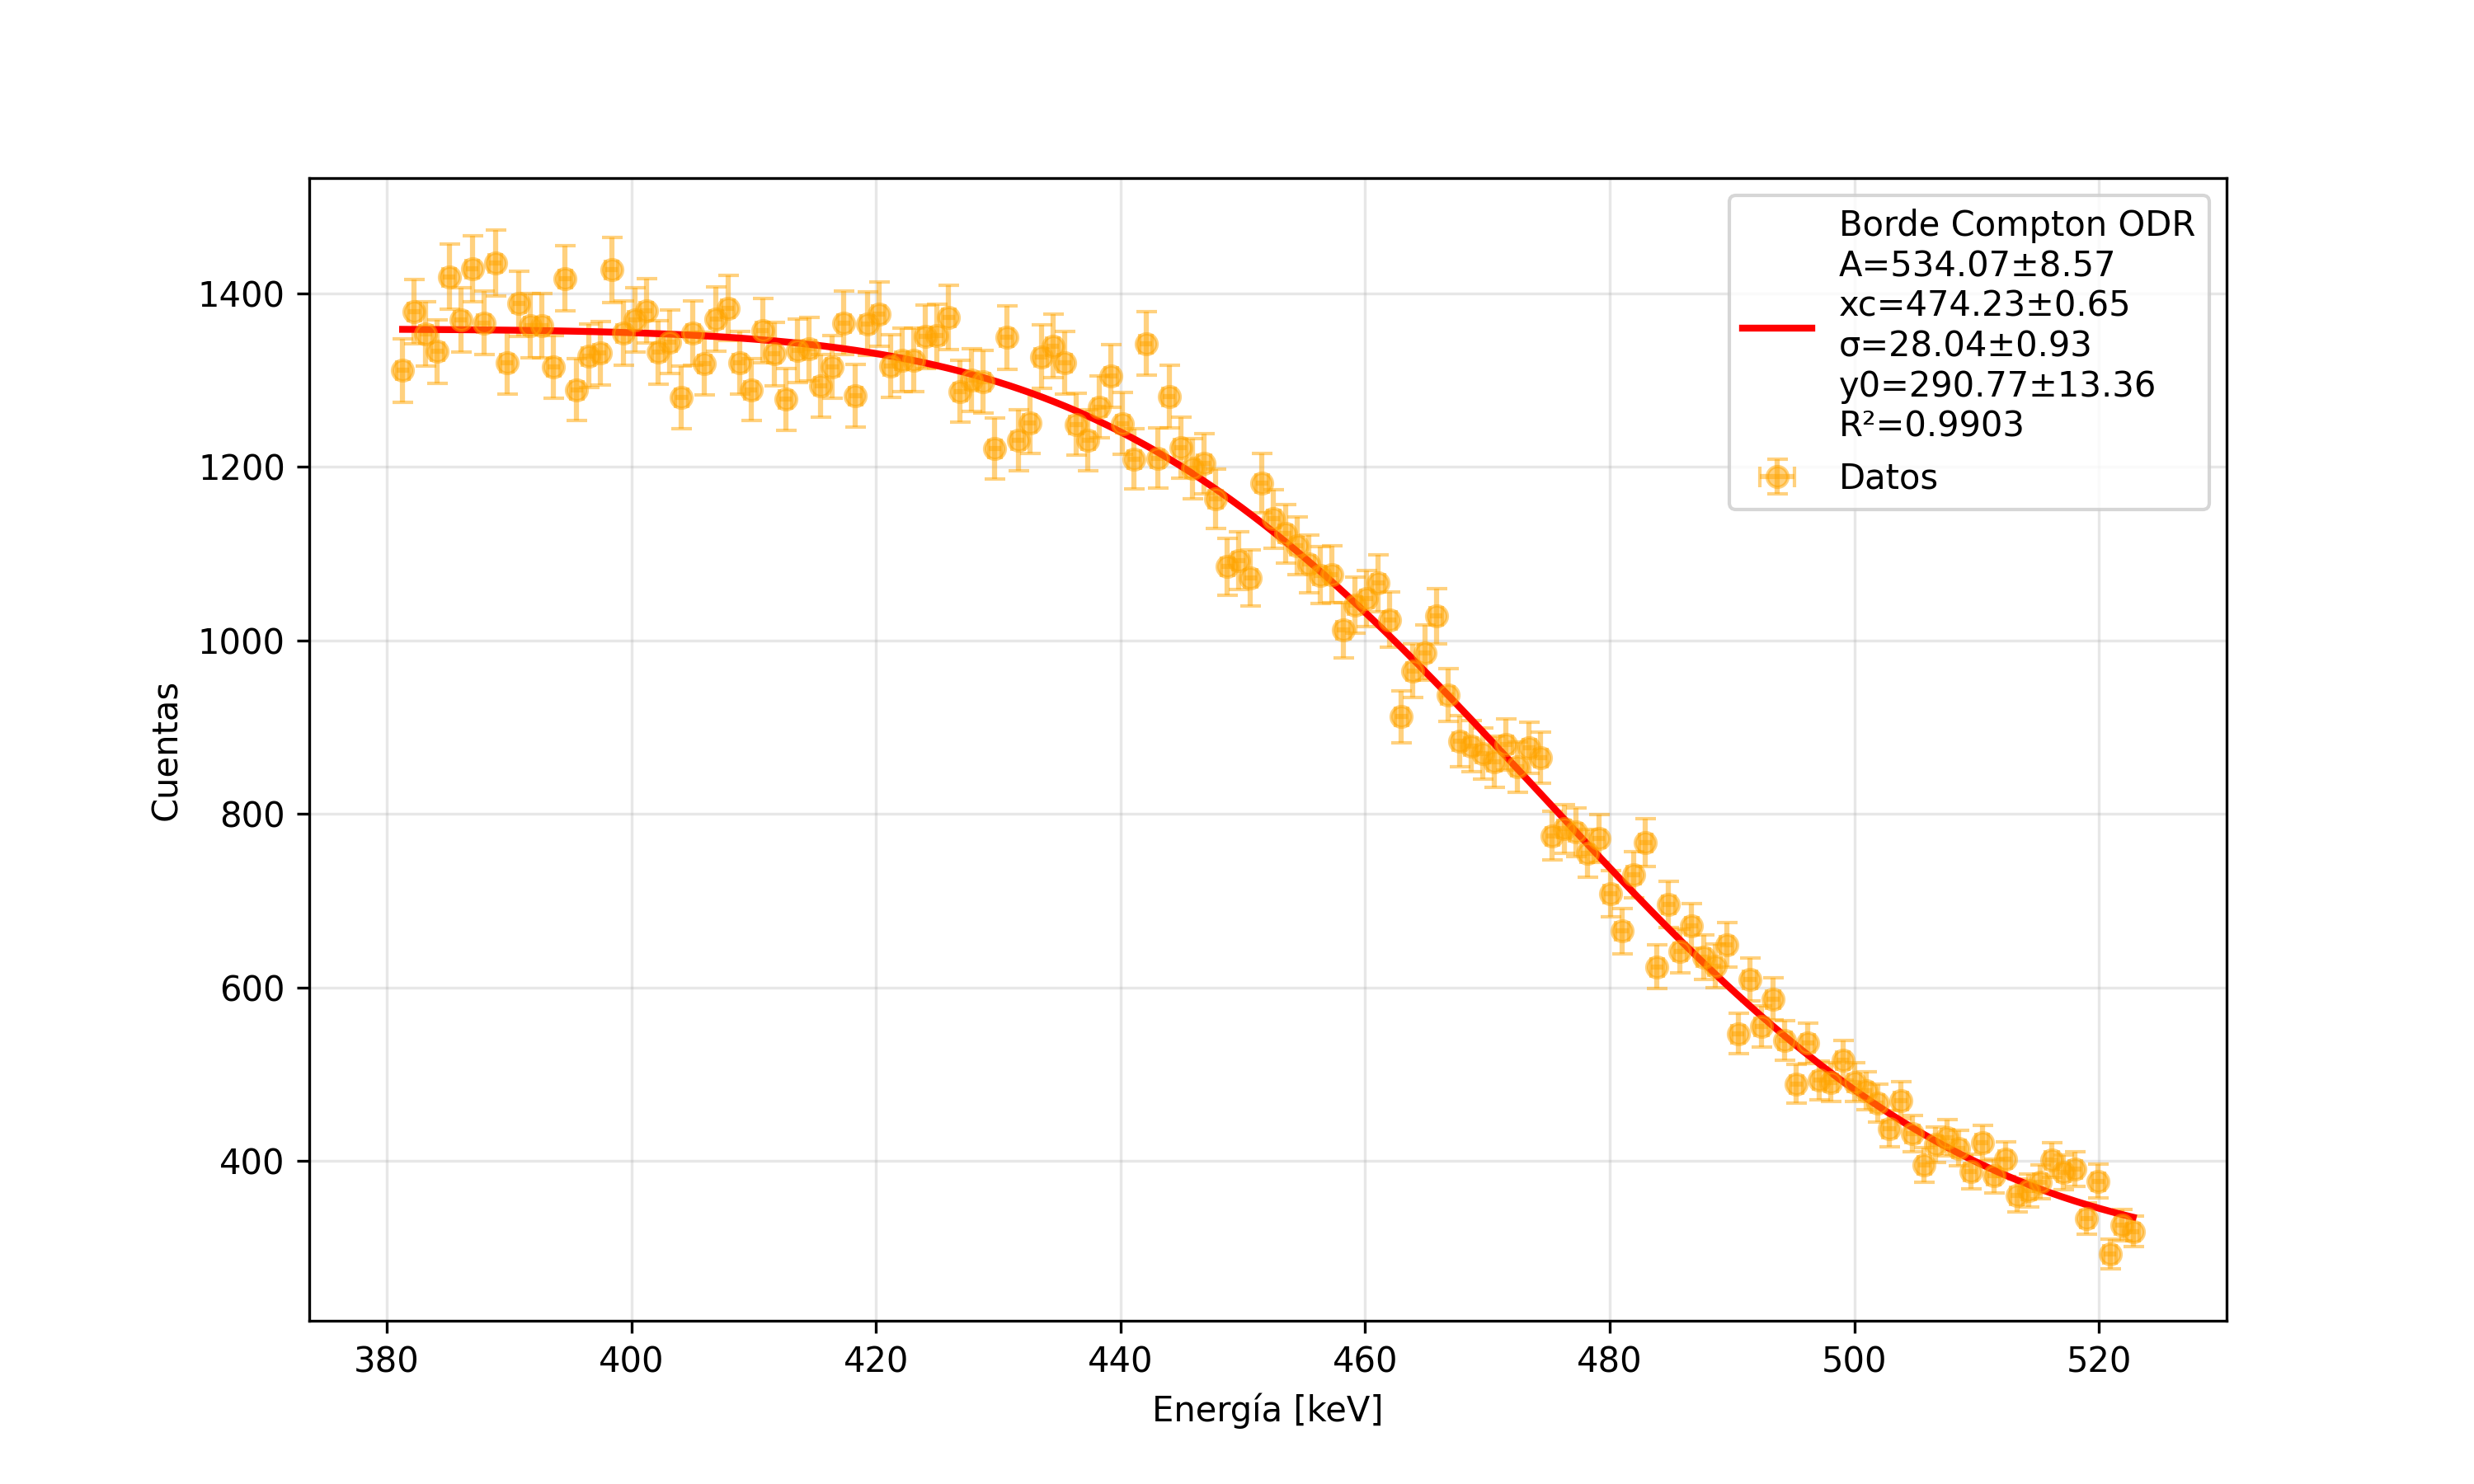 Borde Compton ODR
A=534.07±8.57
xc=474.23±0.65
σ=28.04±0.93
y0=290.77±13.36
R²=0.9903
Datos
1400
1200
1000
800
600
400
Cuentas
380 400 420 440 460 480 500 520
Energía [keV]